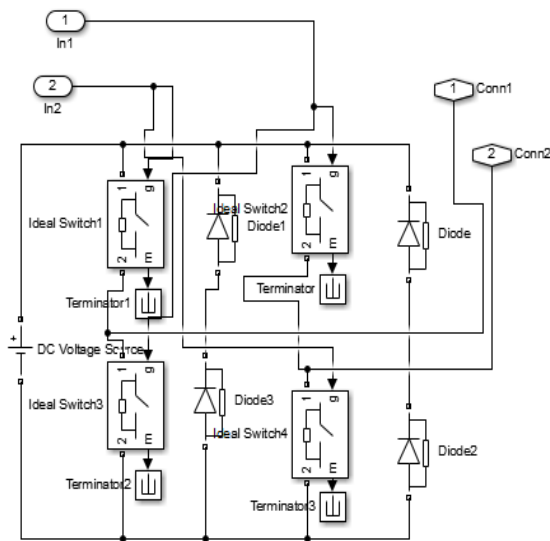 1
In1
2
In2
1
Conn1
2
Conn2
1
g
Ideal Switch1
2
m
Terminator1
Ideal Switch2
Diode1
1
g
2
m
Terminator
Diode
+
DC Voltage Source
1
g
Ideal Switch3
2
m
Terminator2
Diode3
Ideal Switch4
1
g
2
m
Terminator3
Diode2